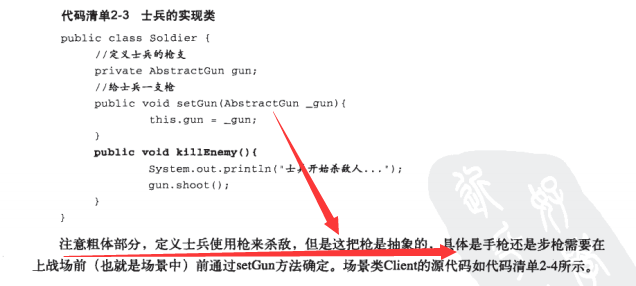 代码清单2-3 士兵的实现类
public class Soldier {
//定义士兵的枪支
private AbstractGun gun;
//给士兵一支枪
public void setGun(AbstractGun _gun){
this.gun = _gun;
}
public void killEnemy(){
System.out.println("士兵开始杀敌人...");
gun.shoot();
}
}
注意粗体部分，定义士兵使用枪来杀敌，但是这把枪是抽象的，具体是手枪还是步枪需要在
上战场前（也就是场景中）前通过setGun方法确定。场景类Client的源代码如代码清单2-4所示。